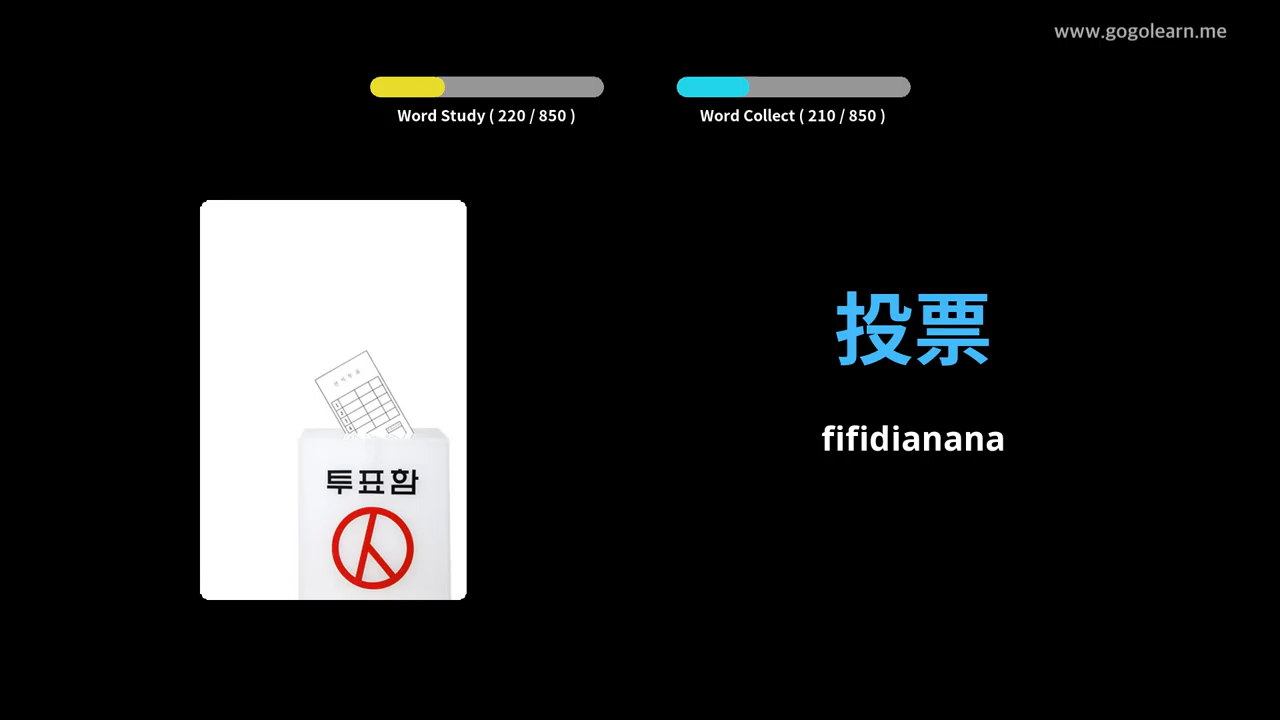 www.gogolearn.me
Word Study ( 220 / 850 )
Word Collect ( 210 / 850 )
投票
fifidianana
투표함